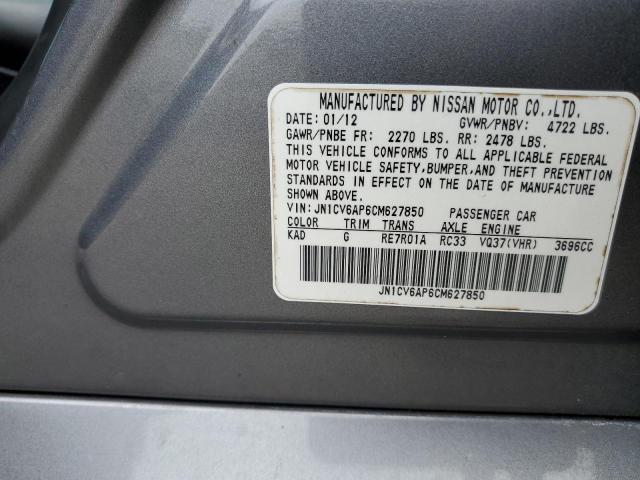 MANUFACTURED BY NISSAN MOTOR CO.,LTD.
DATE: 01/12 GVWR/PNBV: 4722 LBS.
GAWR/PNBE FR: 2270 LBS. RR: 2478 LBS.
THIS VEHICLE CONFORMS TO ALL APPLICABLE FEDERAL
MOTOR VEHICLE SAFETY,BUMPER,AND THEFT PREVENTION
STANDARDS IN EFFECT ON THE DATE OF MANUFACTURE
SHOWN ABOVE.
VIN:JN1CV6AP6CM627850 PASSENGER CAR
COLOR TRIM TRANS AXLE ENGINE
KAD G RE7R01A RC33 VQ37(VHR) 3696CC
JN1CV6AP6CM627850